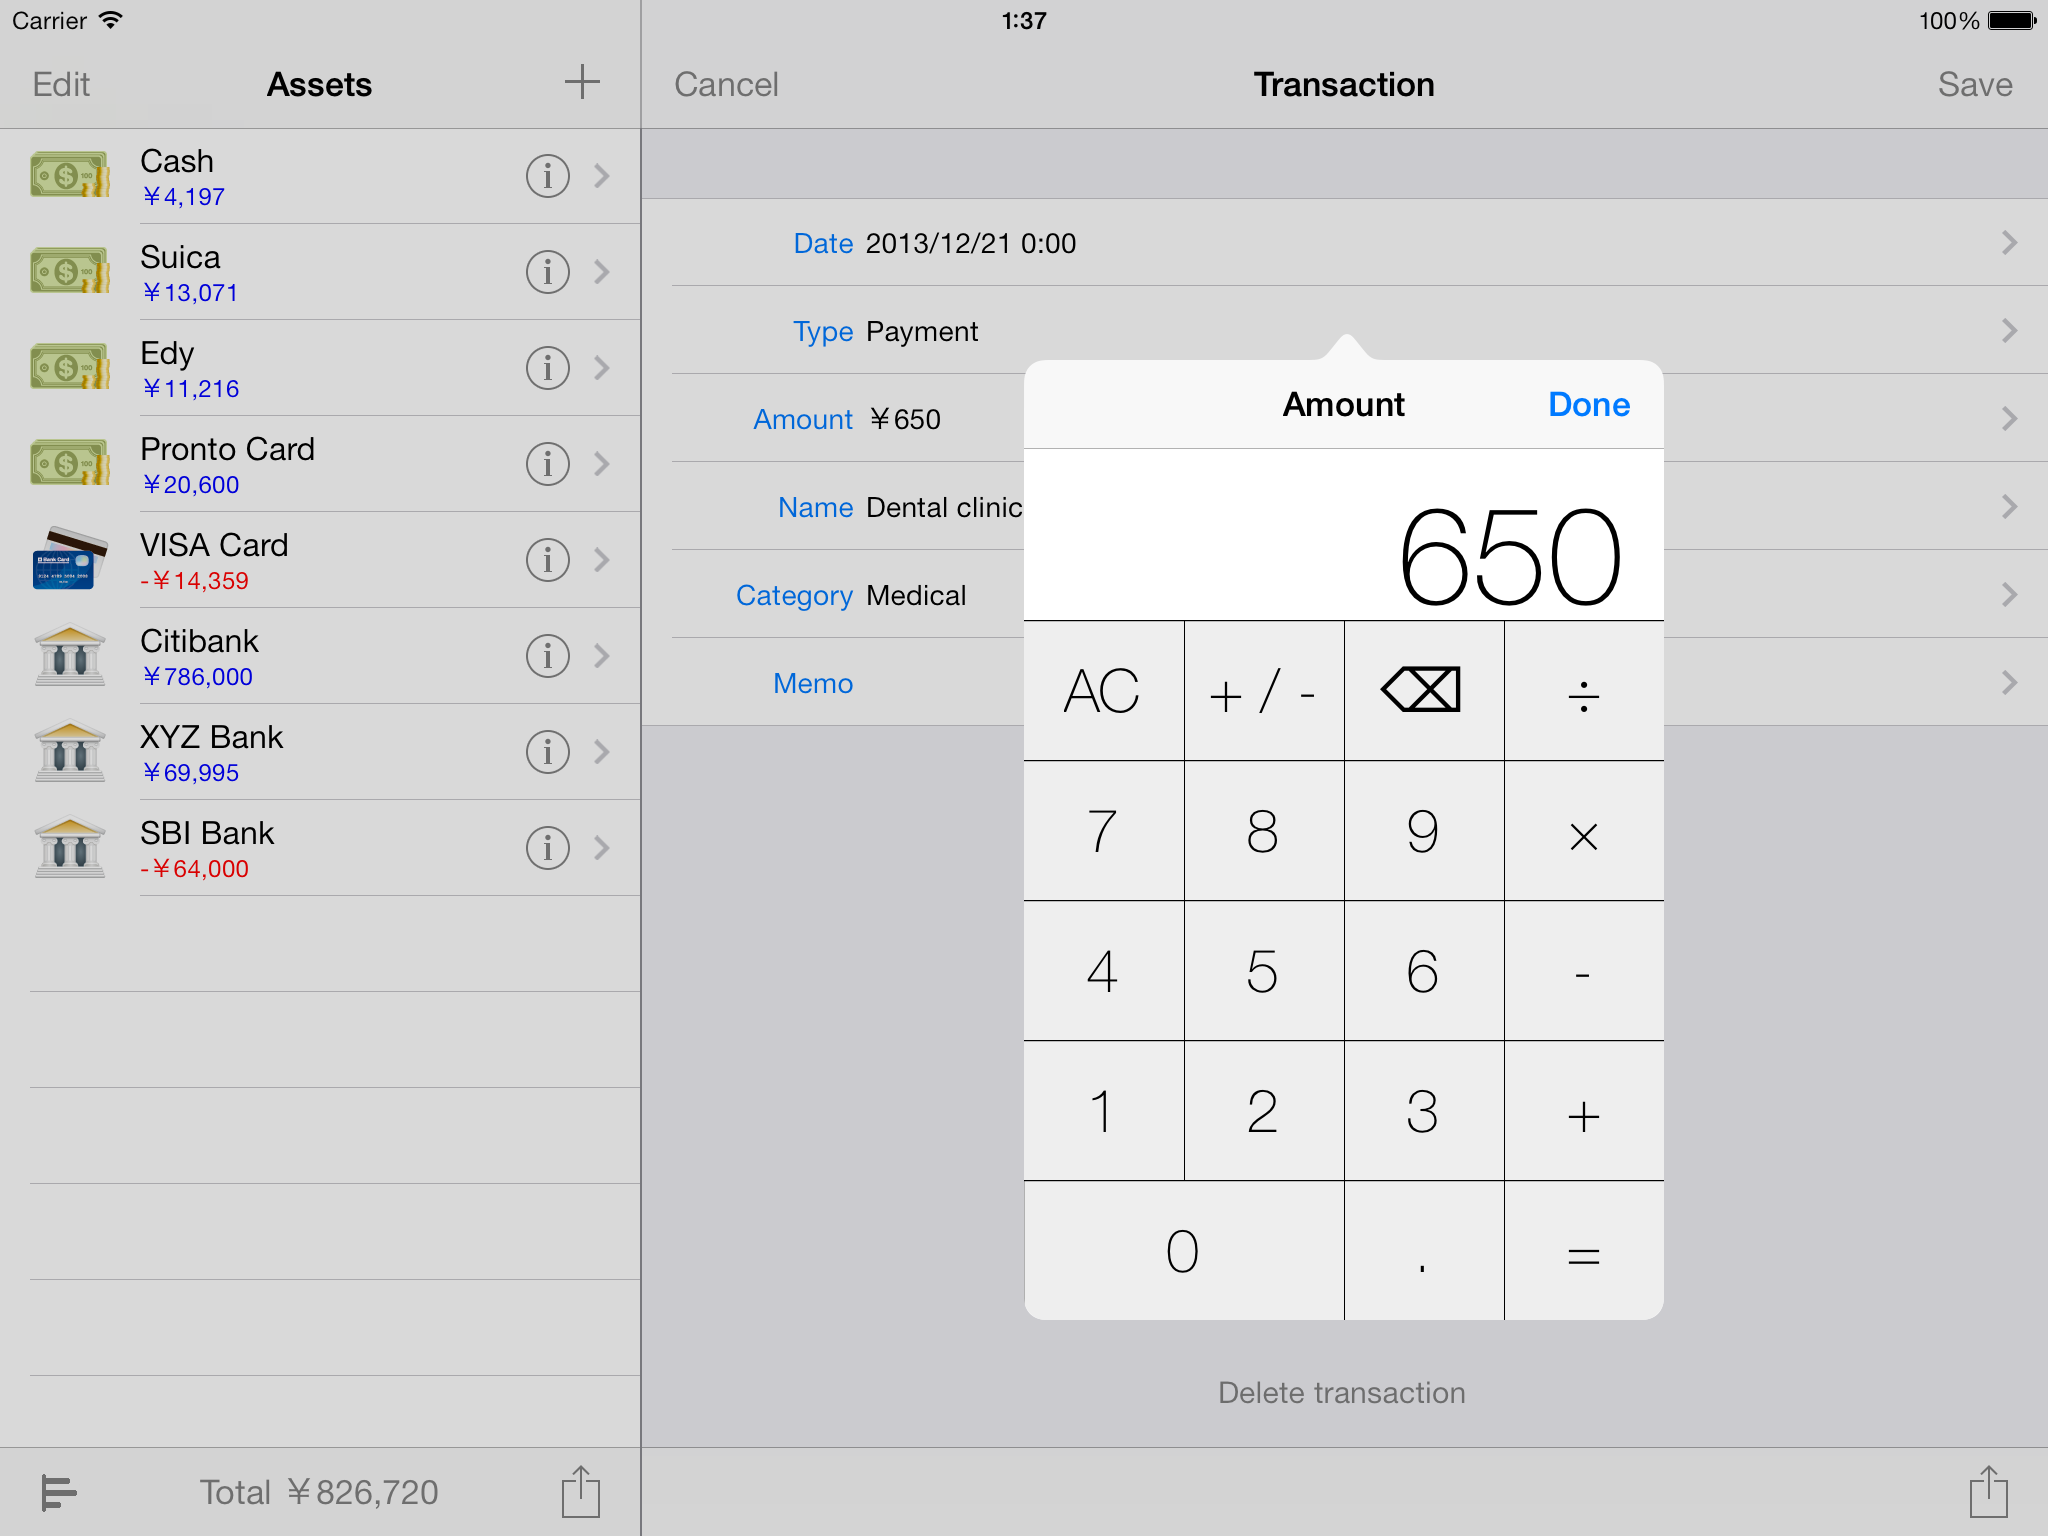 Carrier
1:37
100%
Edit
Assets
Cancel
Transaction
Save
Cash
¥4,197
Suica
¥13,071
Edy
¥11,216
Pronto Card
¥20,600
VISA Card
-¥14,359
Citibank
¥786,000
XYZ Bank
¥69,995
SBI Bank
-¥64,000
Total ¥826,720
Date 2013/12/21 0:00
Type Payment
Amount ¥650
Name Dental clinic
Category Medical
Memo
Amount
Done
650
AC +/- ⌫ ÷
7 8 9 ×
4 5 6 -
1 2 3 +
0 . =
Delete transaction